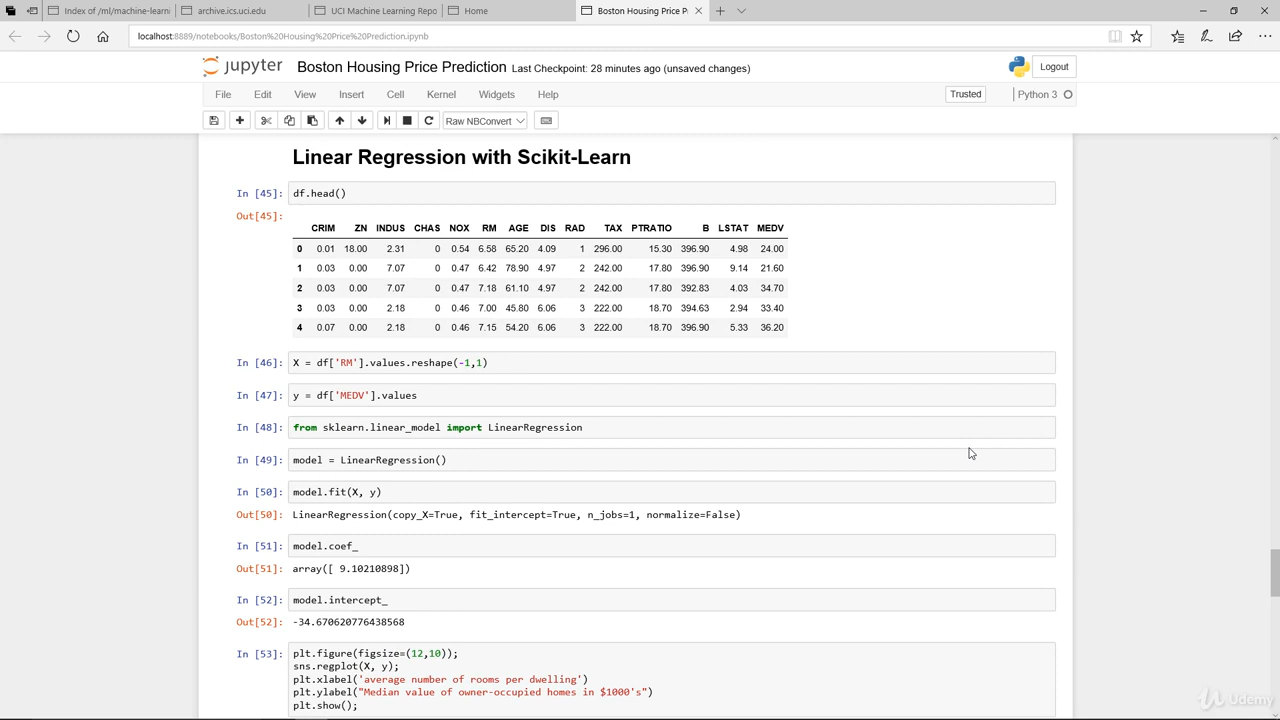 Index of /ml/machine-learni
archive.ics.uci.edu
UCI Machine Learning Repo
Home
Boston Housing Price P
localhost:8889/notebooks/Boston%20Housing%20Price%20Prediction.ipynb
jupyter Boston Housing Price Prediction Last Checkpoint: 28 minutes ago (unsaved changes)
Logout
File Edit View Insert Cell Kernel Widgets Help
Trusted
Python 3
Raw NBConvert
Linear Regression with Scikit-Learn
In [45]: df.head()
Out[45]:
CRIM ZN INDUS CHAS NOX RM AGE DIS RAD TAX PTRATIO B LSTAT MEDV
0 0.01 18.00 2.31 0 0.54 6.58 65.20 4.09 1 296.00 15.30 396.90 4.98 24.00
1 0.03 0.00 7.07 0 0.47 6.42 78.90 4.97 2 242.00 17.80 396.90 9.14 21.60
2 0.03 0.00 7.07 0 0.47 7.18 61.10 4.97 2 242.00 17.80 392.83 4.03 34.70
3 0.03 0.00 2.18 0 0.46 7.00 45.80 6.06 3 222.00 18.70 394.63 2.94 33.40
4 0.07 0.00 2.18 0 0.46 7.15 54.20 6.06 3 222.00 18.70 396.90 5.33 36.20
In [46]: X = df['RM'].values.reshape(-1,1)
In [47]: y = df['MEDV'].values
In [48]: from sklearn.linear_model import LinearRegression
In [49]: model = LinearRegression()
In [50]: model.fit(X, y)
Out[50]: LinearRegression(copy_X=True, fit_intercept=True, n_jobs=1, normalize=False)
In [51]: model.coef_
Out[51]: array([ 9.10210898])
In [52]: model.intercept_
Out[52]: -34.670620776438568
In [53]: plt.figure(figsize=(12,10));
sns.regplot(X, y);
plt.xlabel('average number of rooms per dwelling')
plt.ylabel("Median value of owner-occupied homes in $1000's")
plt.show();
Udemy